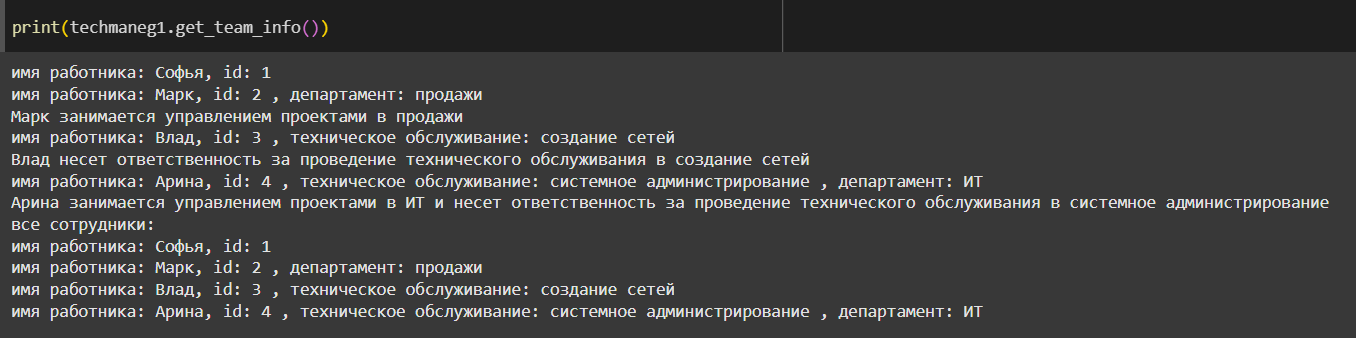 print(techmaneg1.get_team_info())
имя работника: Софья, id: 1
имя работника: Марк, id: 2 , департамент: продажи
Марк занимается управлением проектами в продажи
имя работника: Влад, id: 3 , техническое обслуживание: создание сетей
Влад несет ответственность за проведение технического обслуживания в создание сетей
имя работника: Арина, id: 4 , техническое обслуживание: системное администрирование , департамент: ИТ
Арина занимается управлением проектами в ИТ и несет ответственность за проведение технического обслуживания в системное администрирование
все сотрудники:
имя работника: Софья, id: 1
имя работника: Марк, id: 2 , департамент: продажи
имя работника: Влад, id: 3 , техническое обслуживание: создание сетей
имя работника: Арина, id: 4 , техническое обслуживание: системное администрирование , департамент: ИТ